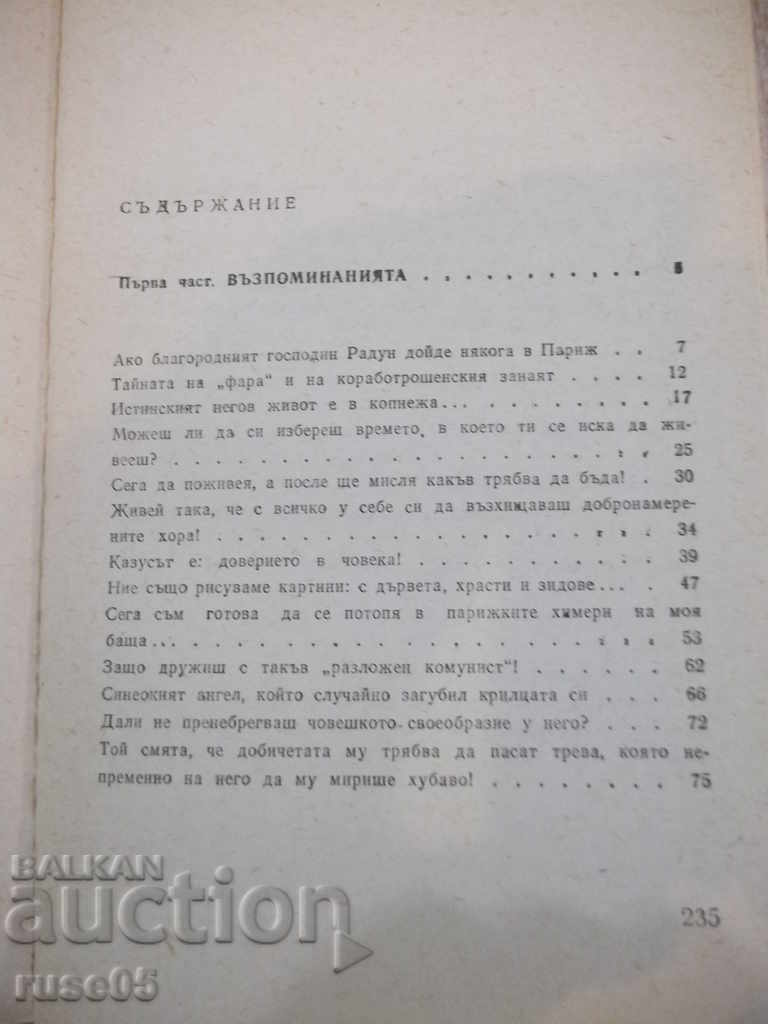 СЪДЪРЖАНИЕ
Първа част. ВЪЗПОМИНАНИЯТА . . . . . . . . . . . 5
Ако благородният господин Радун дойде някога в Париж . . 7
Тайната на „фара“ и на коработрошенския занаят . . . . 12
Истинският негов живот е в копнежа... . . . . . . . . 17
Можеш ли да си избереш времето, в което ти се иска да жи-
вееш? . . . . . . . . . . . . . . . . . . 25
Сега да поживея, а после ще мисля какъв трябва да бъда! . 30
Живей така, че с всичко у себе си да възхищаваш добронамере-
ните хора! . . . . . . . . . . . . . . . . . 34
Казусът е: доверието в човека! . . . . . . . . . . . 39
Ние също рисуваме картини: с дървета, храсти и зидове... . 47
Сега съм готова да се потопя в парижките химери на моя
баща... . . . . . . . . . . . . . . . . . . 53
Защо дружиш с такъв „разложен комунист“! . . . . . . 62
Синеокият ангел, който случайно загубил крилцата си . . . 66
Дали не пренебрегваш човешкото своеобразие у него? . . . 72
Той смята, че добичетата му трябва да пасат трева, която не-
пременно на него да му мирише хубаво! . . . . . . . . 75
235
BALKAN
auction
ruse05